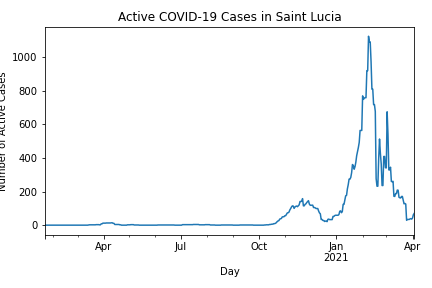 Active COVID-19 Cases in Saint Lucia
Number of Active Cases
1000
800
600
400
200
0
Apr
Jul
Oct
Jan
2021
Apr
Day